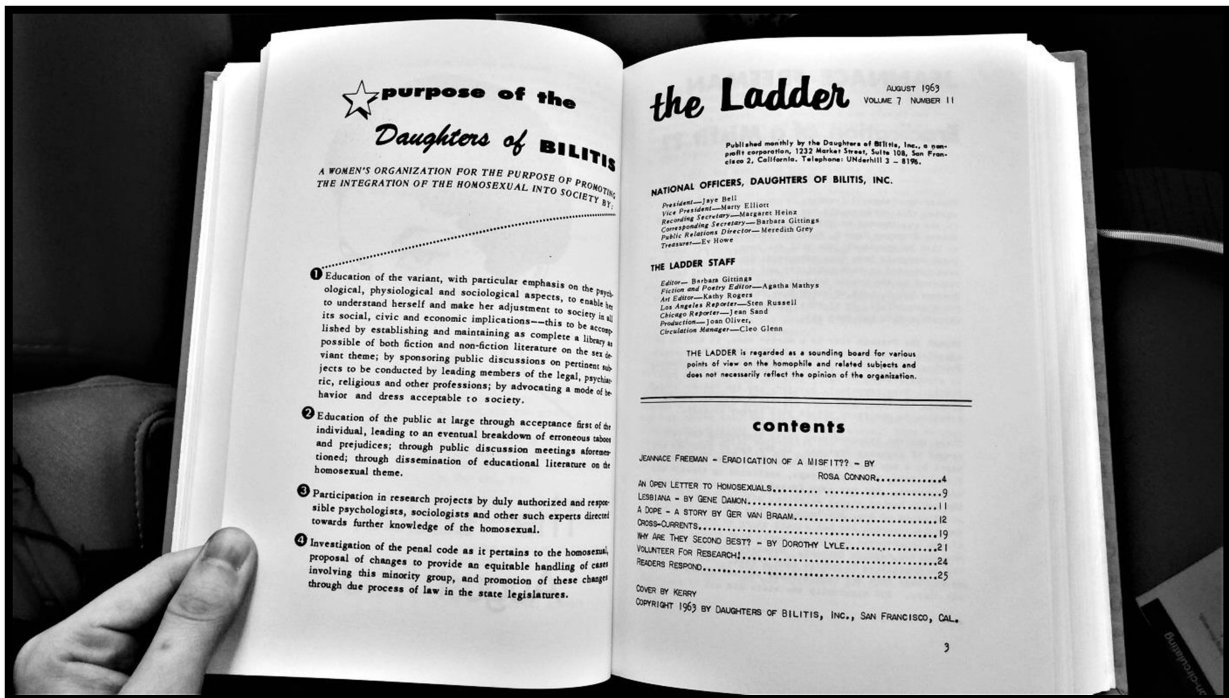 purpose of the
Daughters of BILITIS
A WOMEN'S ORGANIZATION FOR THE PURPOSE OF PROMOTING
THE INTEGRATION OF THE HOMOSEXUAL INTO SOCIETY BY:
1 Education of the variant, with particular emphasis on the psych-
ological, physiological and sociological aspects, to enable her
to understand herself and make her adjustment to society in all
its social, civic and economic implications--this to be accomp-
lished by establishing and maintaining as complete a library as
possible of both fiction and non-fiction literature on the sex de-
viant theme; by sponsoring public discussions on pertinent sub-
jects to be conducted by leading members of the legal, psychiat-
ric, religious and other professions; by advocating a mode of be-
havior and dress acceptable to society.
2 Education of the public at large through acceptance first of the
individual, leading to an eventual breakdown of erroneous taboos
and prejudices; through public discussion meetings aforemen-
tioned; through dissemination of educational literature on the
homosexual theme.
3 Participation in research projects by duly authorized and respon-
sible psychologists, sociologists and other such experts directed
towards further knowledge of the homosexual.
4 Investigation of the penal code as it pertains to the homosexual,
proposal of changes to provide an equitable handling of cases
involving this minority group, and promotion of these changes
through due process of law in the state legislatures.
the Ladder
AUGUST 1963
VOLUME 7 NUMBER 11
Published monthly by the Daughters of Bilitis, Inc., a non-
profit corporation, 1232 Market Street, Suite 108, San Fran-
cisco 2, California. Telephone: UNderhill 3 - 8196.
NATIONAL OFFICERS, DAUGHTERS OF BILITIS, INC.
President—Jaye Bell
Vice President—Marty Elliott
Recording Secretary—Margaret Heinz
Corresponding Secretary—Barbara Gittings
Public Relations Director—Meredith Grey
Treasurer—Ev Howe
THE LADDER STAFF
Editor—Barbara Gittings
Fiction and Poetry Editor—Agatha Mathys
Art Editor—Kathy Rogers
Los Angeles Reporter—Sten Russell
Chicago Reporter—Jean Sand
Production—Joan Oliver,
Circulation Manager—Cleo Glenn
THE LADDER is regarded as a sounding board for various
points of view on the homophile and related subjects and
does not necessarily reflect the opinion of the organization.
contents
JEANNACE FREEMAN - ERADICATION OF A MISFIT?? - BY
ROSA CONNOR............4
AN OPEN LETTER TO HOMOSEXUALS............9
LESBIANA - BY GENE DAMON............11
A DOPE - A STORY BY GER VAN BRAAM............12
CROSS-CURRENTS............19
WHY ARE THEY SECOND BEST? - BY DOROTHY LYLE............21
VOLUNTEER FOR RESEARCH!............24
READERS RESPOND............25
COVER BY KERRY
COPYRIGHT 1963 BY DAUGHTERS OF BILITIS, INC., SAN FRANCISCO, CAL.
3